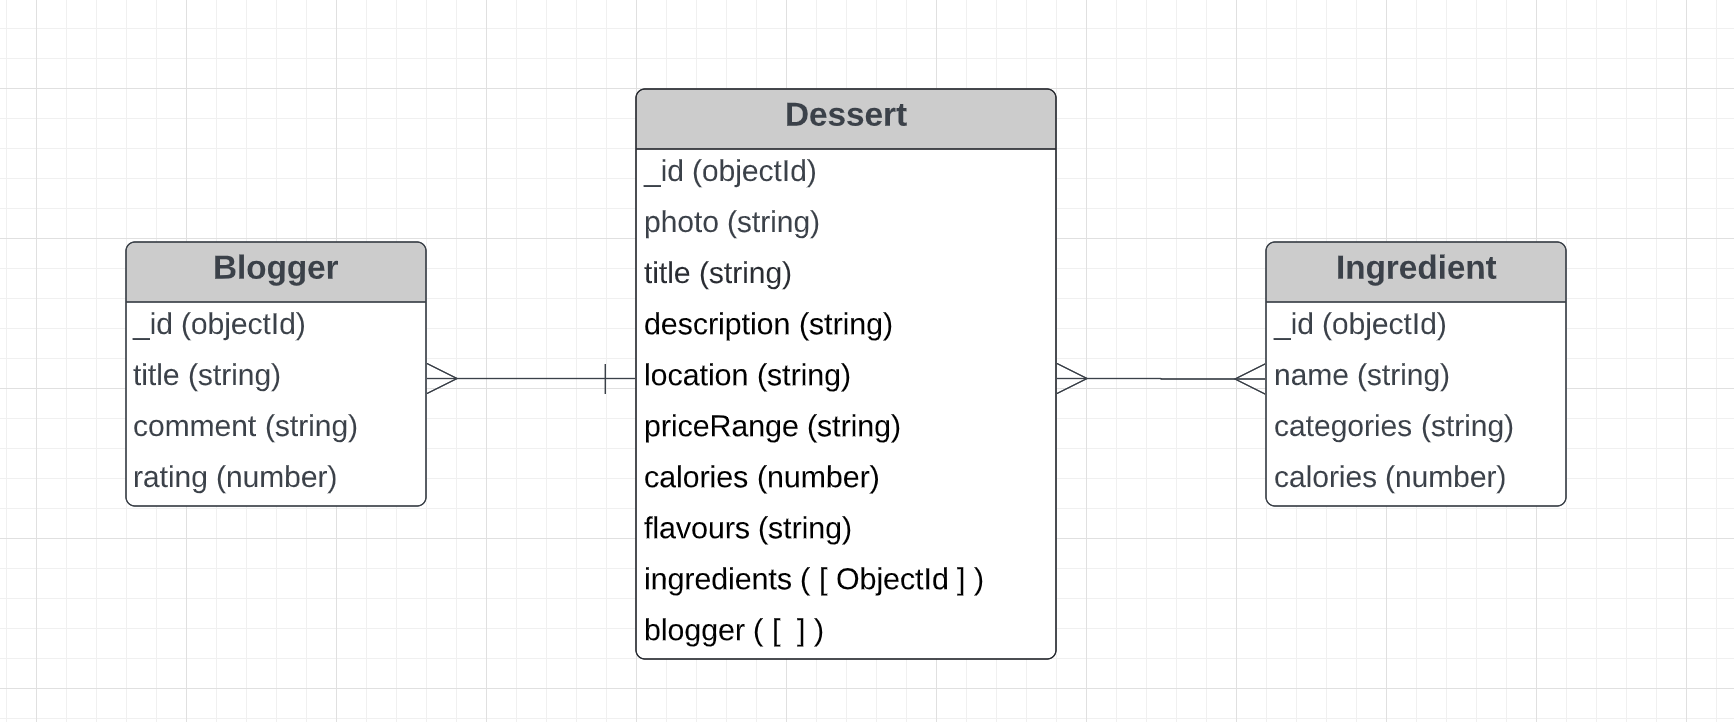 Blogger
_id (objectId)
title (string)
comment (string)
rating (number)
Dessert
_id (objectId)
photo (string)
title (string)
description (string)
location (string)
priceRange (string)
calories (number)
flavours (string)
ingredients ( [ ObjectId ] )
blogger ( [  ] )
Ingredient
_id (objectId)
name (string)
categories (string)
calories (number)